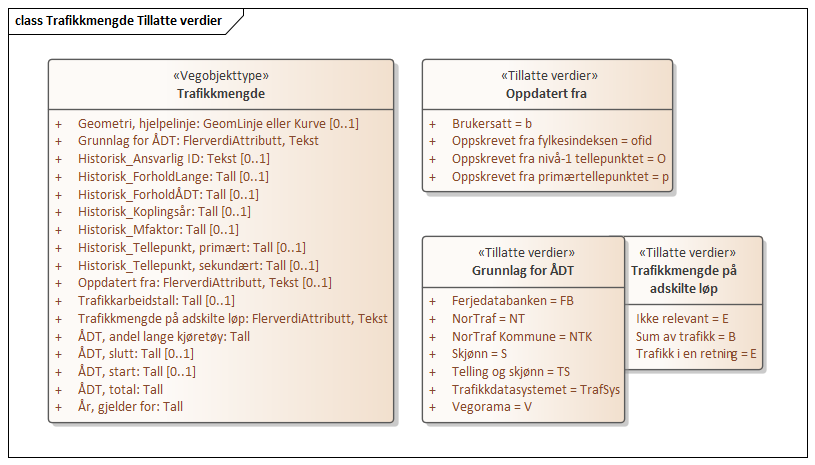 class Trafikkmengde Tillatte verdier
«Vegobjekttype»
Trafikkmengde
+ Geometri, hjelpelinje: GeomLinje eller Kurve [0..1]
+ Grunnlag for ÅDT: FlerverdiAttributt, Tekst
+ Historisk_Ansvarlig ID: Tekst [0..1]
+ Historisk_ForholdLange: Tall [0..1]
+ Historisk_ForholdÅDT: Tall [0..1]
+ Historisk_Koplingsår: Tall [0..1]
+ Historisk_Mfaktor: Tall [0..1]
+ Historisk_Tellepunkt, primært: Tall [0..1]
+ Historisk_Tellepunkt, sekundært: Tall [0..1]
+ Oppdatert fra: FlerverdiAttributt, Tekst [0..1]
+ Trafikkarbeidstall: Tall [0..1]
+ Trafikkmengde på adskilte løp: FlerverdiAttributt, Tekst
+ ÅDT, andel lange kjøretøy: Tall
+ ÅDT, slutt: Tall [0..1]
+ ÅDT, start: Tall [0..1]
+ ÅDT, total: Tall
+ År, gjelder for: Tall
«Tillatte verdier»
Oppdatert fra
+ Brukersatt = b
+ Oppskrevet fra fylkesindeksen = ofid
+ Oppskrevet fra nivå-1 tellepunktet = O
+ Oppskrevet fra primærtellepunktet = p
«Tillatte verdier»
Grunnlag for ÅDT
+ Ferjedatabanken = FB
+ NorTraf = NT
+ NorTraf Kommune = NTK
+ Skjønn = S
+ Telling og skjønn = TS
+ Trafikkdatasystemet = TrafSys
+ Vegorama = V
«Tillatte verdier»
Trafikkmengde på
adskilte løp
Ikke relevant = E
Sum av trafikk = B
Trafikk i en retning = E